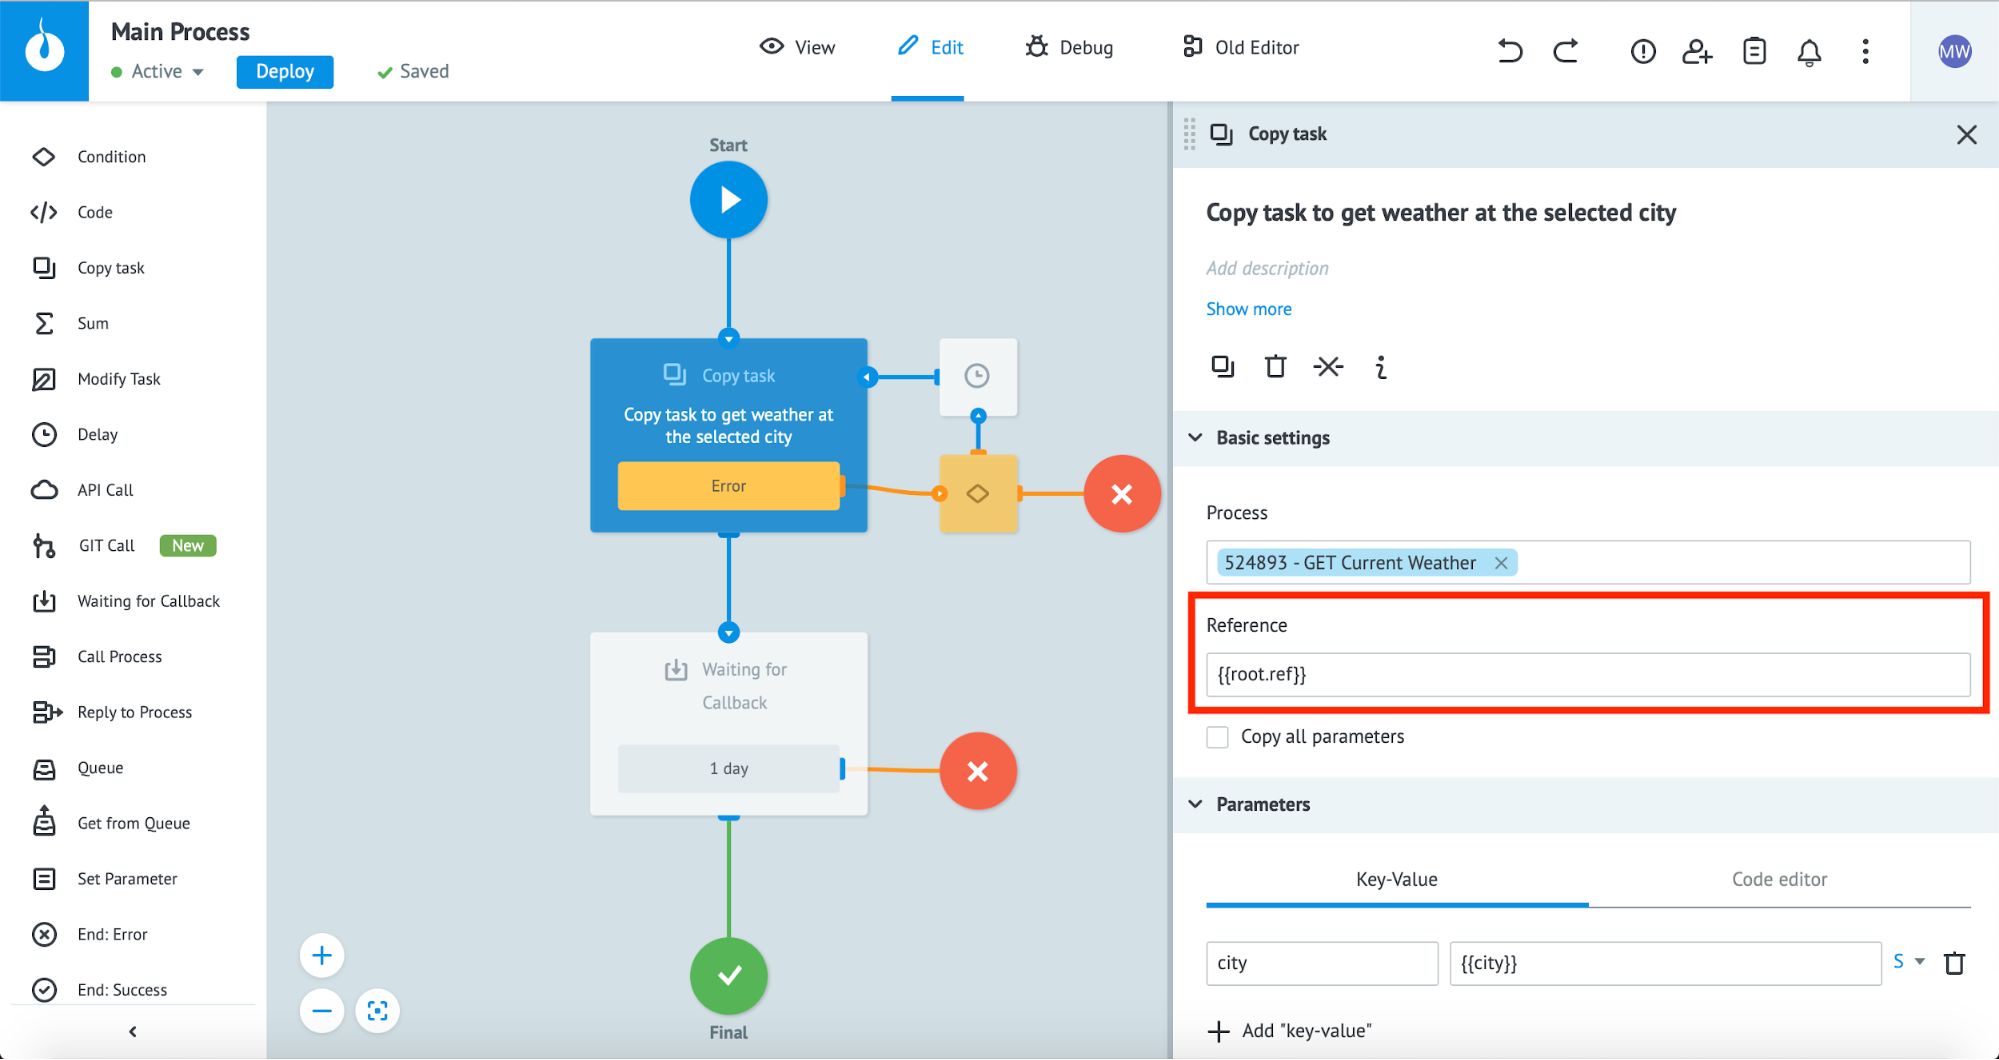 Main Process
Active
Deploy
Saved
View
Edit
Debug
Old Editor
MW
Condition
Code
Copy task
Sum
Modify Task
Delay
API Call
GIT Call New
Waiting for Callback
Call Process
Reply to Process
Queue
Get from Queue
Set Parameter
End: Error
End: Success
Start
Copy task
Copy task to get weather at
the selected city
Error
Waiting for
Callback
1 day
Final
Copy task
Copy task to get weather at the selected city
Add description
Show more
Basic settings
Process
524893 - GET Current Weather
Reference
{{root.ref}}
Copy all parameters
Parameters
Key-Value
Code editor
city
{{city}}
S
Add "key-value"